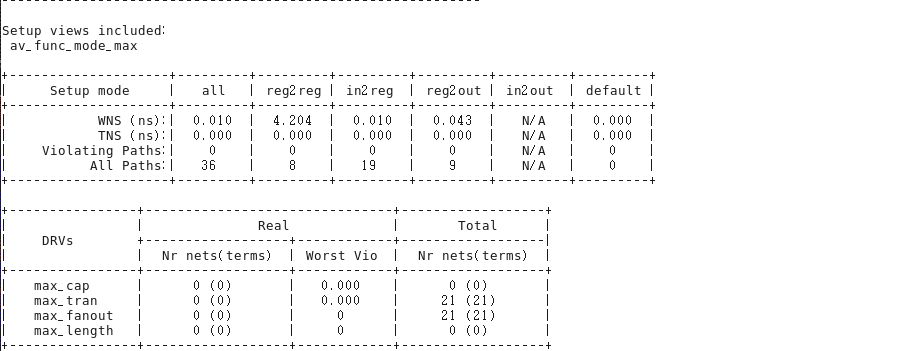 ------------------------------------------------------------
Setup views included:
 av_func_mode_max
+--------------------+---------+---------+---------+---------+---------+---------+
|     Setup mode     |   all   | reg2reg | in2reg  | reg2out | in2out  | default |
+--------------------+---------+---------+---------+---------+---------+---------+
|           WNS (ns):|  0.010  |  4.204  |  0.010  |  0.043  |   N/A   |  0.000  |
|           TNS (ns):|  0.000  |  0.000  |  0.000  |  0.000  |   N/A   |  0.000  |
|    Violating Paths:|    0    |    0    |    0    |    0    |   N/A   |    0    |
|          All Paths:|   36    |    8    |   19    |    9    |   N/A   |    0    |
+--------------------+---------+---------+---------+---------+---------+---------+
+----------------+-------------------------------+------------------+
|                |              Real             |       Total      |
|    DRVs        +------------------+------------+------------------|
|                |  Nr nets(terms)  | Worst Vio  |  Nr nets(terms)  |
+----------------+------------------+------------+------------------+
|   max_cap      |      0 (0)       |   0.000    |      0 (0)       |
|   max_tran     |      0 (0)       |   0.000    |     21 (21)      |
|   max_fanout   |      0 (0)       |     0      |     21 (21)      |
|   max_length   |      0 (0)       |     0      |      0 (0)       |
+----------------+------------------+------------+------------------+